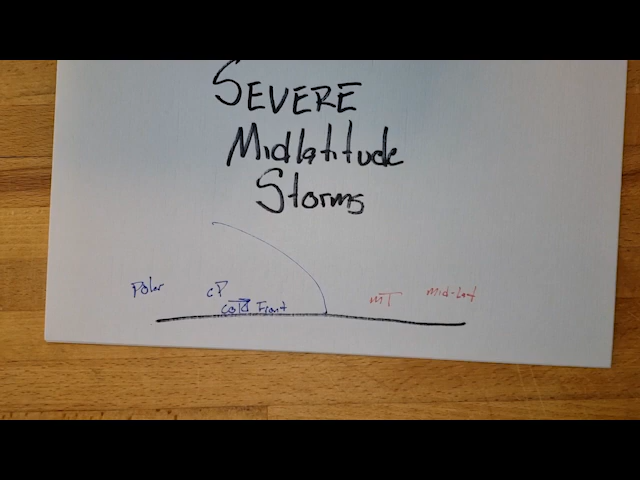 SEVERE
Midlatitude
Storms
Polar cP mT Mid-Lat
Cold Front